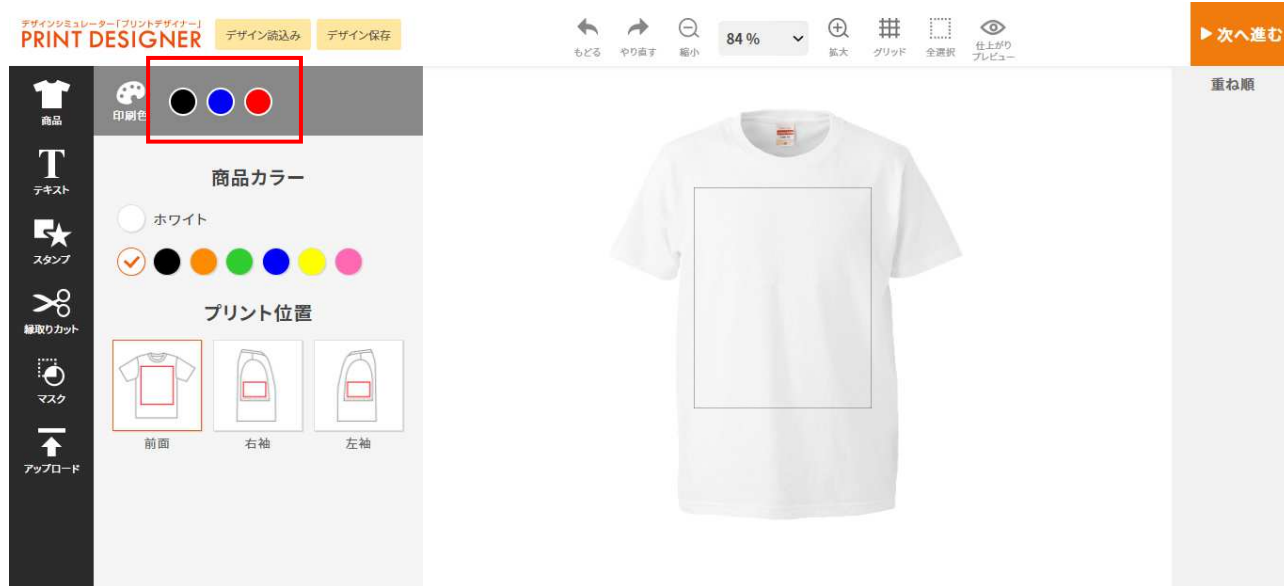 デザインシミュレーター「プリントデザイナー」
PRINT DESIGNER
デザイン読込み
デザイン保存
もどる
やり直す
縮小
84 %
拡大
グリッド
全選択
仕上がり
プレビュー
▶次へ進む
商品
テキスト
スタンプ
縁取りカット
マスク
アップロード
印刷色
商品カラー
ホワイト
プリント位置
前面
右袖
左袖
重ね順